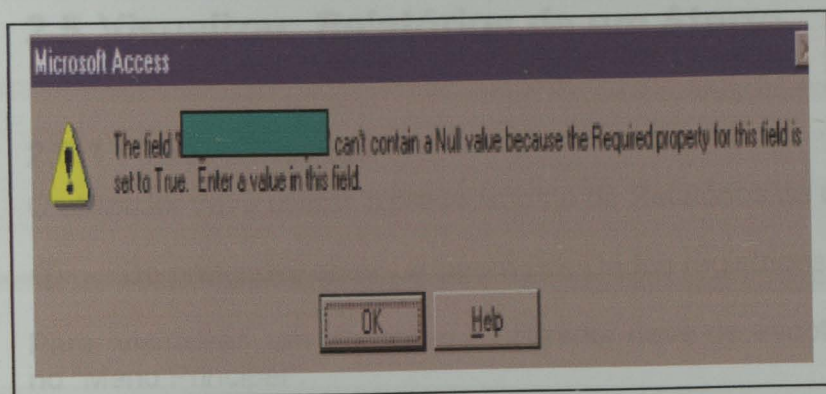 Microsoft Access
The field ' can't contain a Null value because the Required property for this field is
set to True. Enter a value in this field.
OK Help